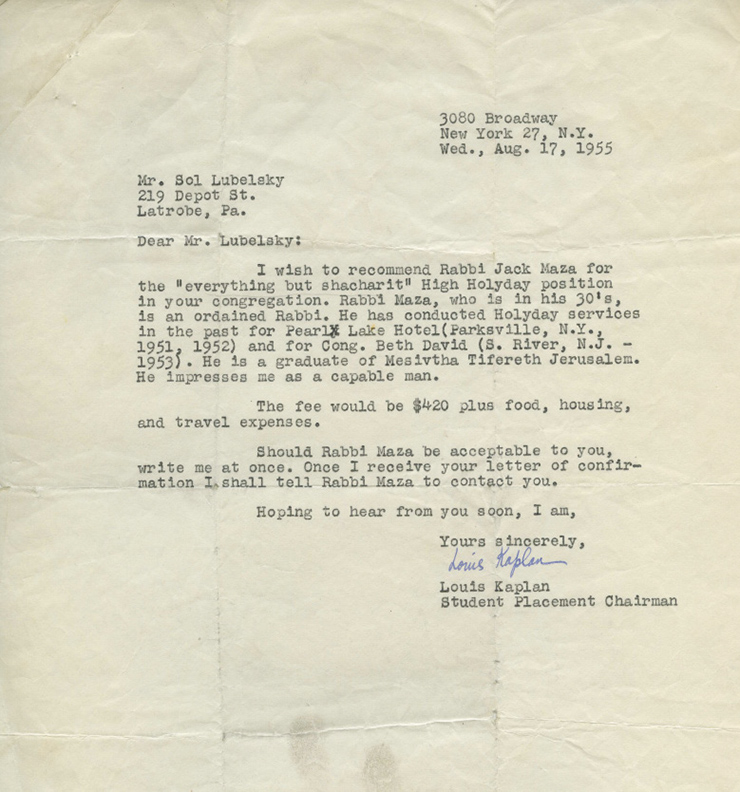 3080 Broadway
New York 27, N.Y.
Wed., Aug. 17, 1955
Mr. Sol Lubelsky
219 Depot St.
Latrobe, Pa.
Dear Mr. Lubelsky:
I wish to recommend Rabbi Jack Maza for
the "everything but shacharit" High Holyday position
in your congregation. Rabbi Maza, who is in his 30's,
is an ordained Rabbi. He has conducted Holyday services
in the past for Pearl Lake Hotel(Parksville, N.Y.,
1951, 1952) and for Cong. Beth David (S. River, N.J. -
1953). He is a graduate of Mesivtha Tifereth Jerusalem.
He impresses me as a capable man.
The fee would be $420 plus food, housing,
and travel expenses.
Should Rabbi Maza be acceptable to you,
write me at once. Once I receive your letter of confir-
mation I shall tell Rabbi Maza to contact you.
Hoping to hear from you soon, I am,
Yours sincerely,
Louis Kaplan
Louis Kaplan
Student Placement Chairman